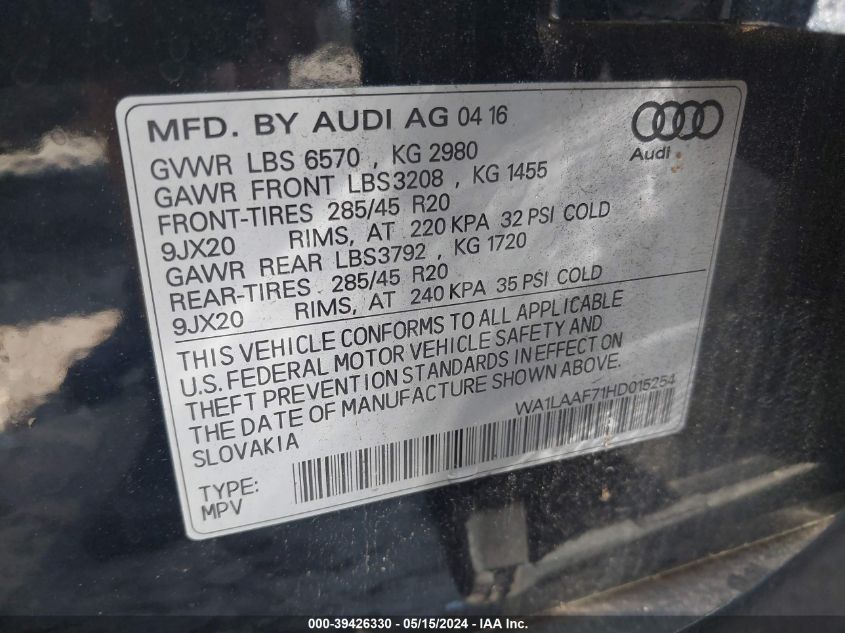 MFD. BY AUDI AG 04 16
Audi
GVWR LBS 6570 , KG 2980
GAWR FRONT LBS3208 , KG 1455
FRONT-TIRES 285/45 R20
9JX20 RIMS, AT 220 KPA 32 PSI COLD
GAWR REAR LBS3792 , KG 1720
REAR-TIRES 285/45 R20
9JX20 RIMS, AT 240 KPA 35 PSI COLD
THIS VEHICLE CONFORMS TO ALL APPLICABLE
U.S. FEDERAL MOTOR VEHICLE SAFETY AND
THEFT PREVENTION STANDARDS IN EFFECT ON
THE DATE OF MANUFACTURE SHOWN ABOVE.
SLOVAKIA
WA1LAAF71HD015254
TYPE:
MPV
000-39426330 - 05/15/2024 - IAAI Inc.